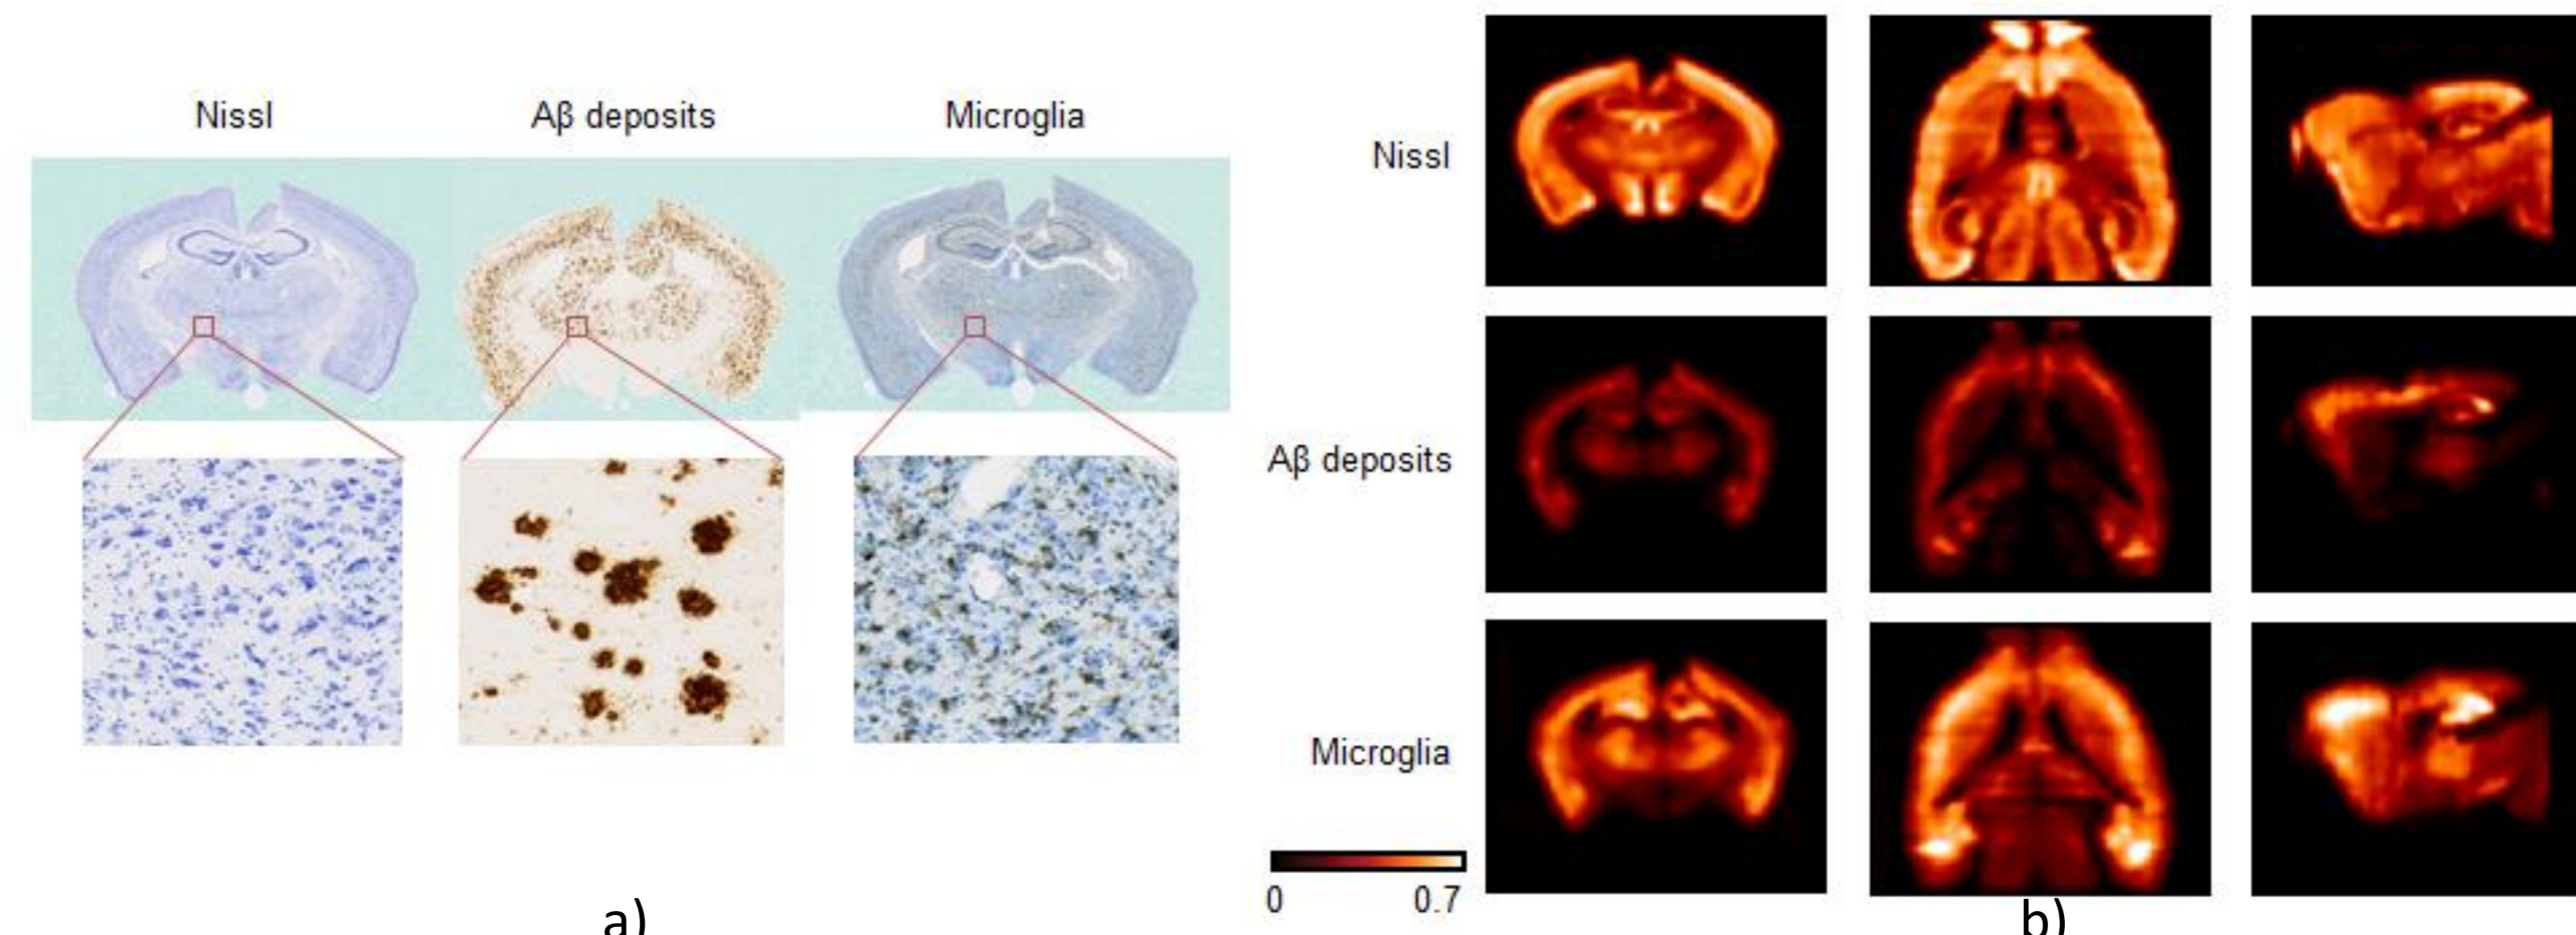 Nissl
Aβ deposits
Microglia
a)
Nissl
Aβ deposits
Microglia
0
0.7
b)